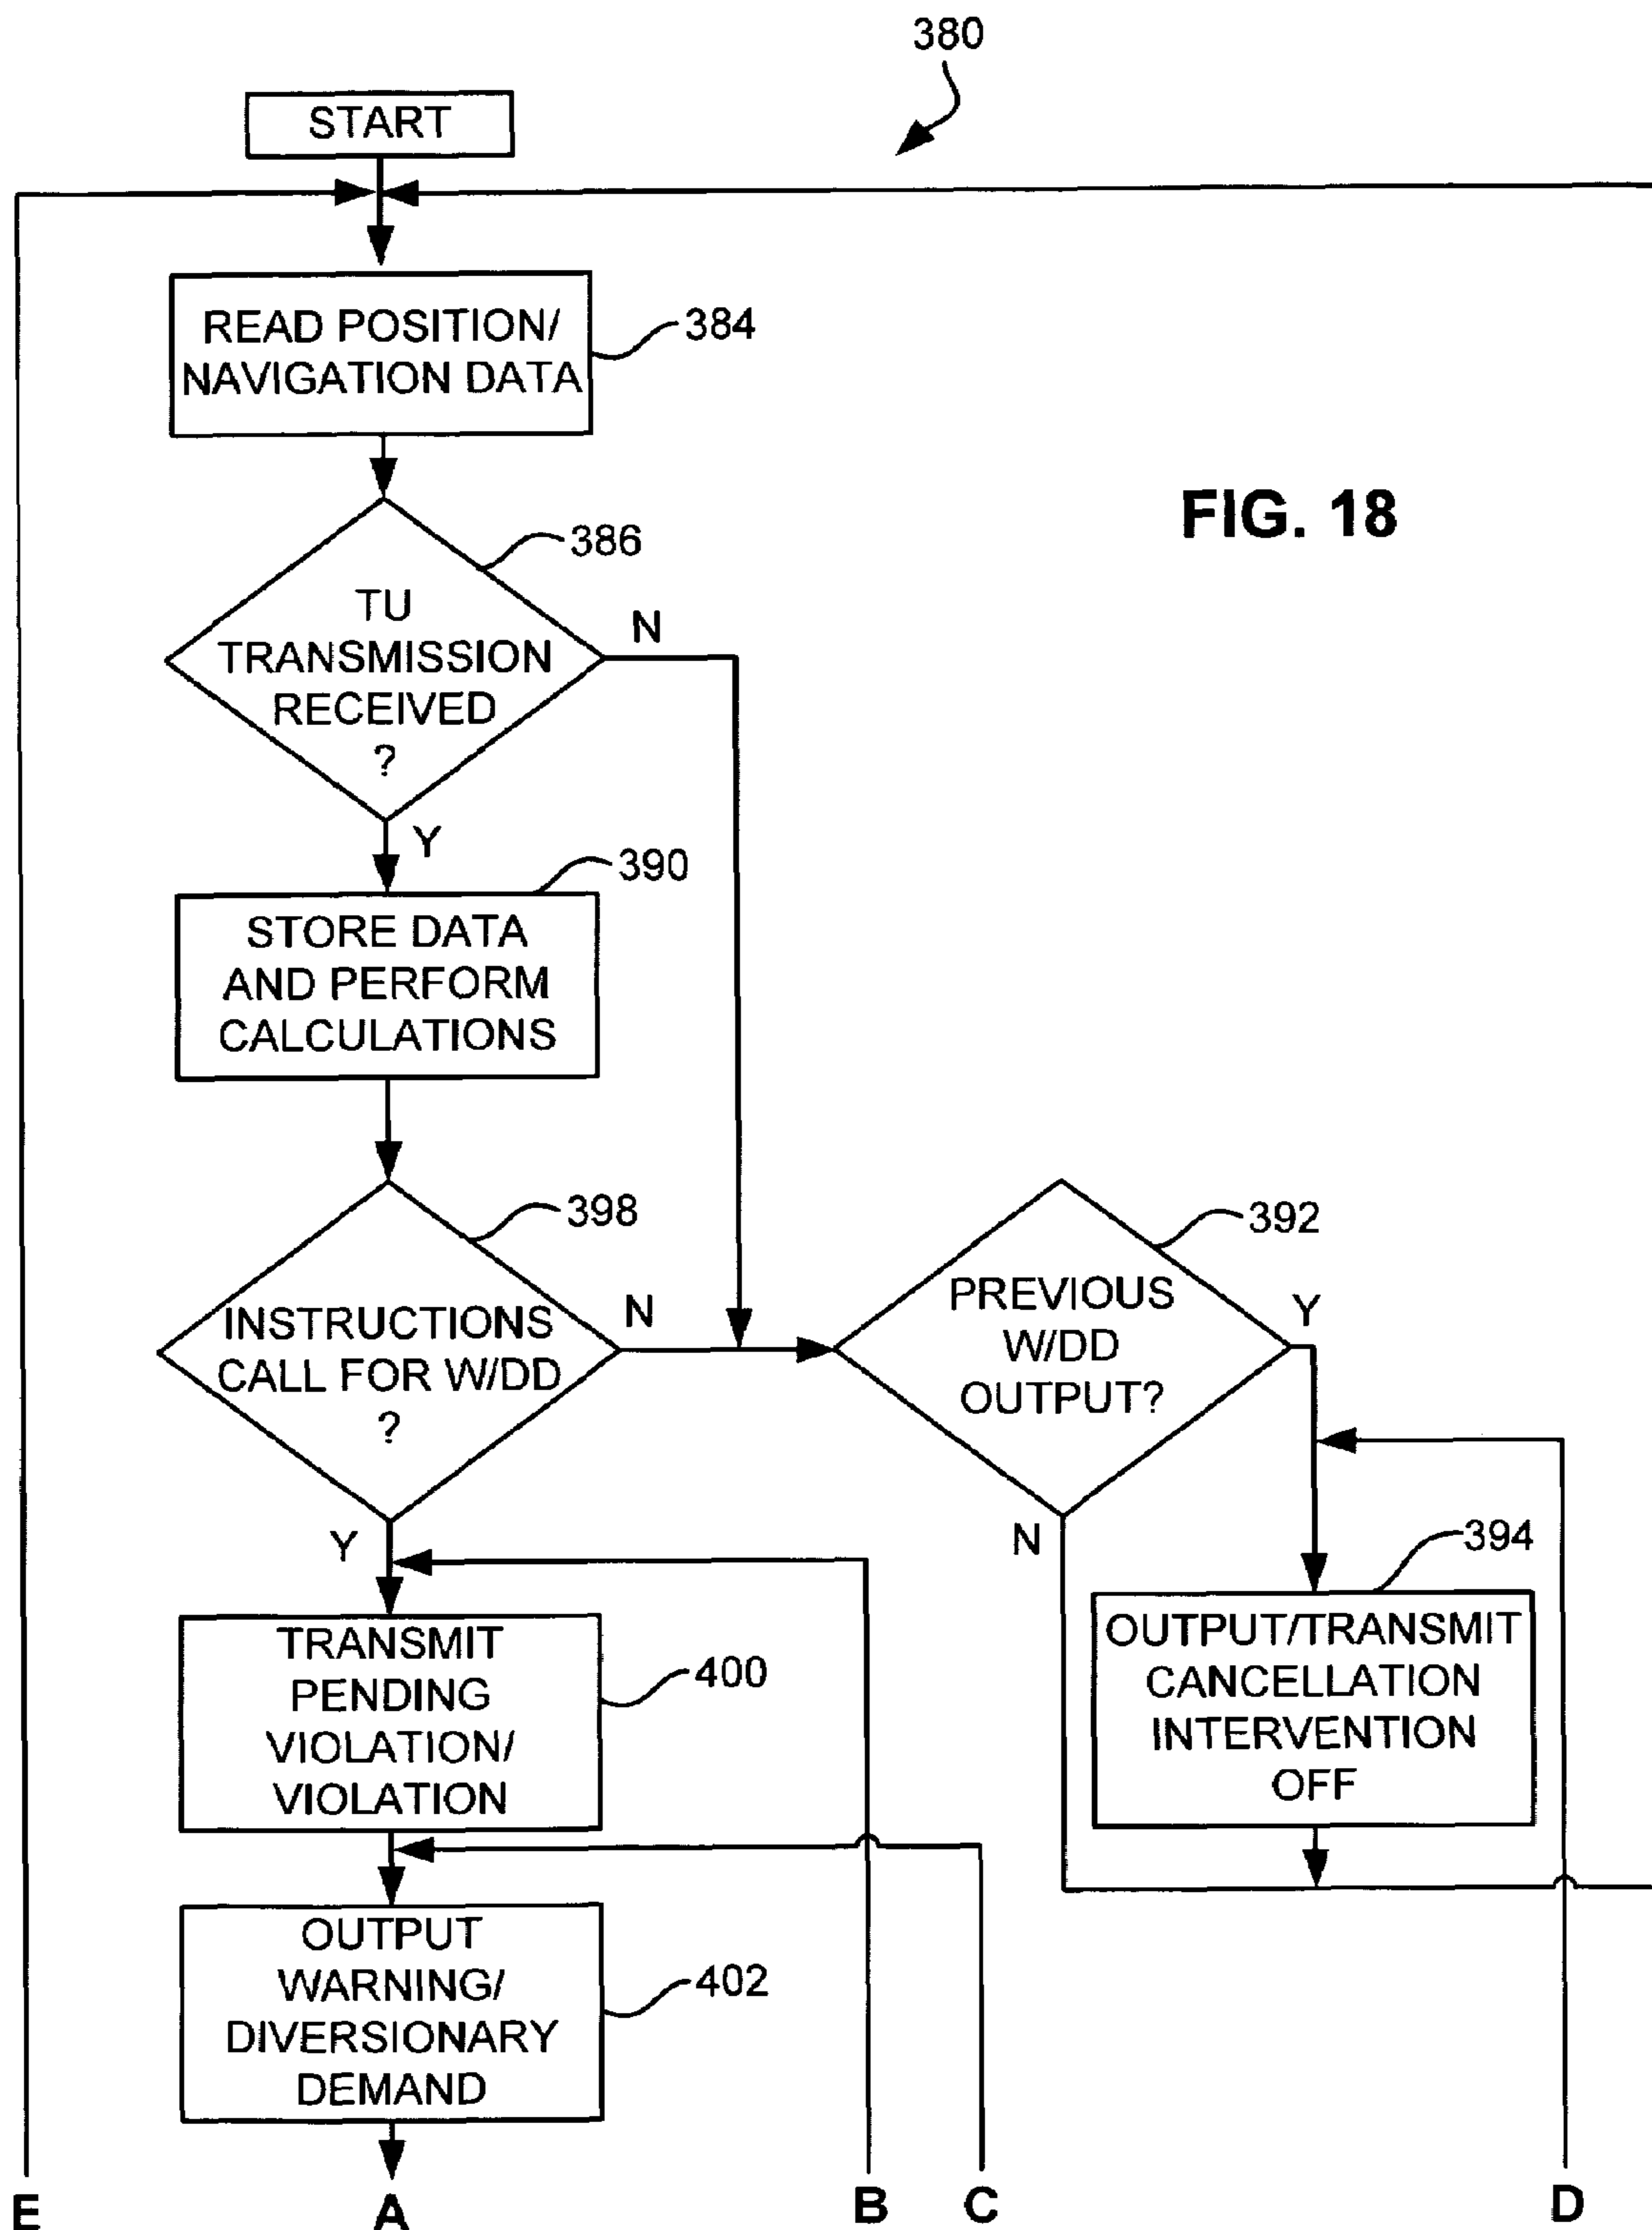 380
START
READ POSITION/
NAVIGATION DATA
384
FIG. 18
386
TU
TRANSMISSION
RECEIVED
?
N
Y
390
STORE DATA
AND PERFORM
CALCULATIONS
398
INSTRUCTIONS
CALL FOR W/DD
?
N
Y
392
PREVIOUS
W/DD
OUTPUT?
Y
N
394
OUTPUT/TRANSMIT
CANCELLATION
INTERVENTION
OFF
TRANSMIT
PENDING
VIOLATION/
VIOLATION
400
OUTPUT
WARNING/
DIVERSIONARY
DEMAND
402
E
A
B
C
D